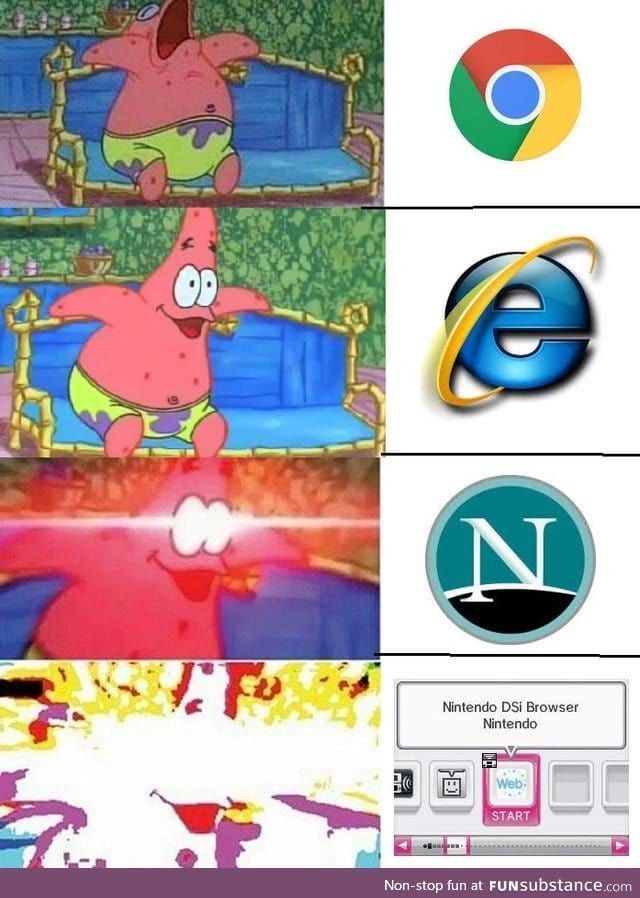 e
N
Nintendo DSi Browser
Nintendo
Web
START
Non-stop fun at FUNsubstance.com